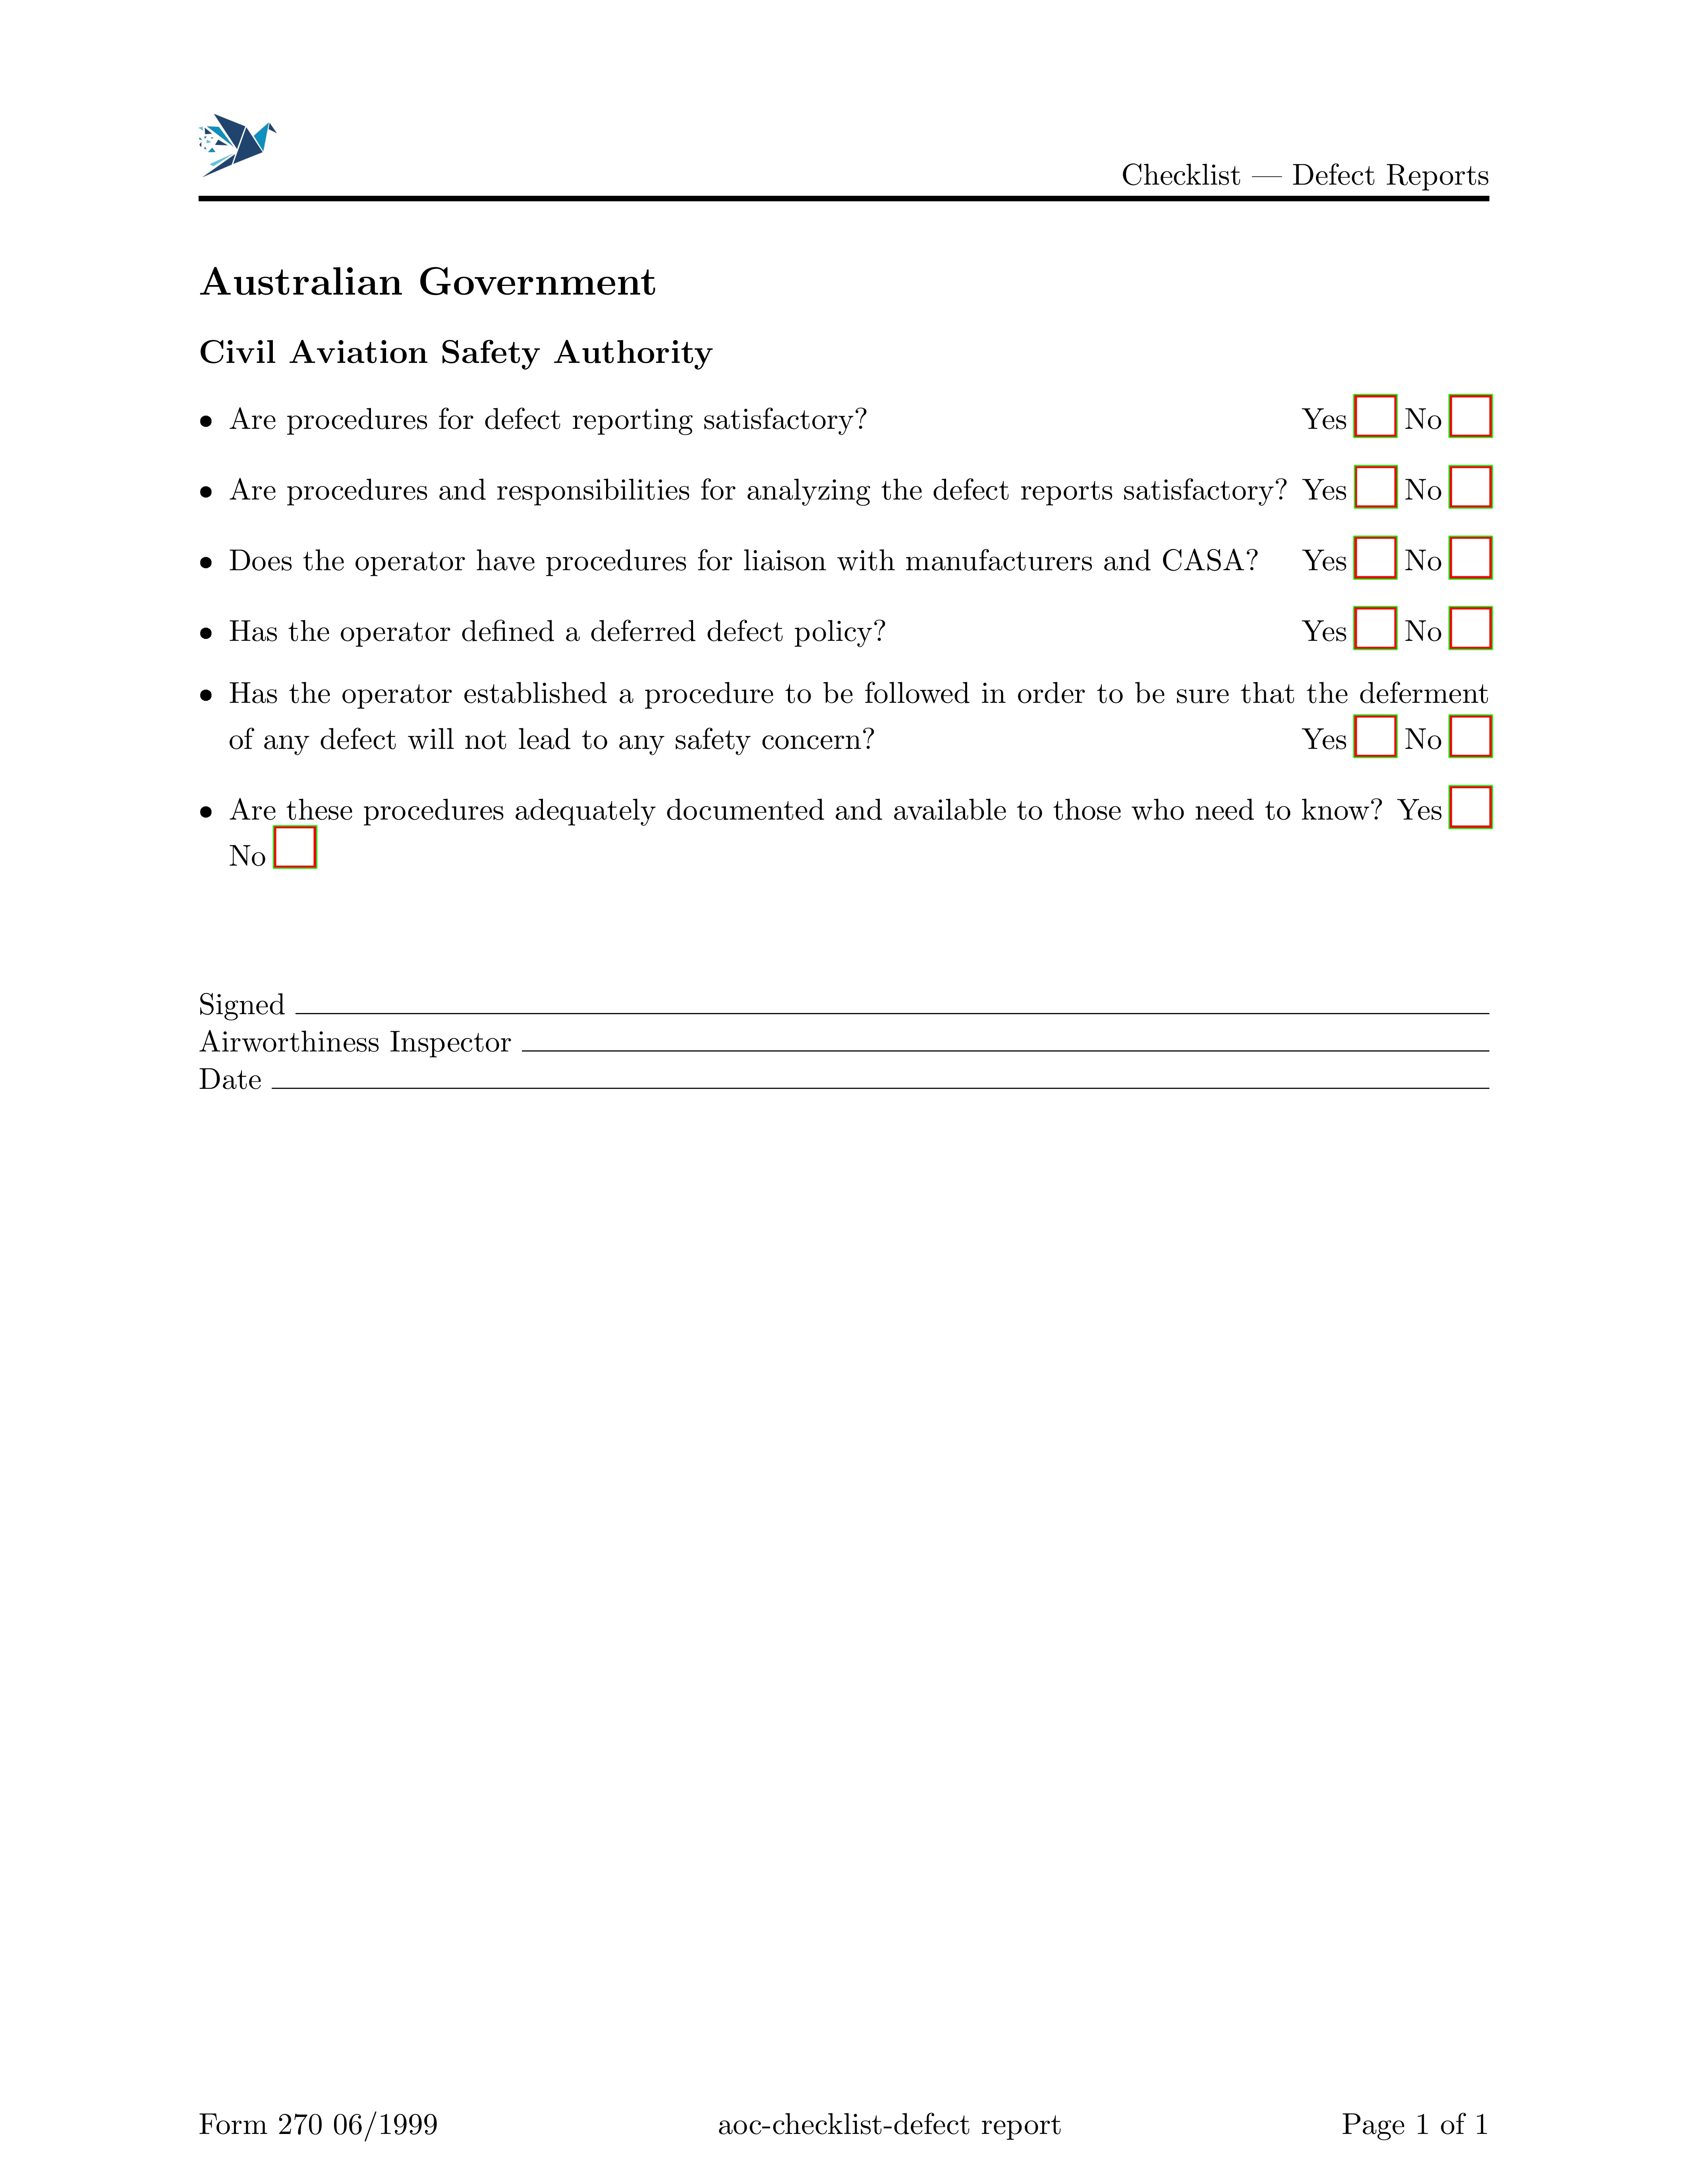 Checklist — Defect Reports
Australian Government
Civil Aviation Safety Authority
• Are procedures for defect reporting satisfactory? Yes No
• Are procedures and responsibilities for analyzing the defect reports satisfactory? Yes No
• Does the operator have procedures for liaison with manufacturers and CASA? Yes No
• Has the operator defined a deferred defect policy? Yes No
• Has the operator established a procedure to be followed in order to be sure that the deferment
of any defect will not lead to any safety concern? Yes No
• Are these procedures adequately documented and available to those who need to know? Yes
No
Signed
Airworthiness Inspector
Date
Form 270 06/1999 aoc-checklist-defect report Page 1 of 1